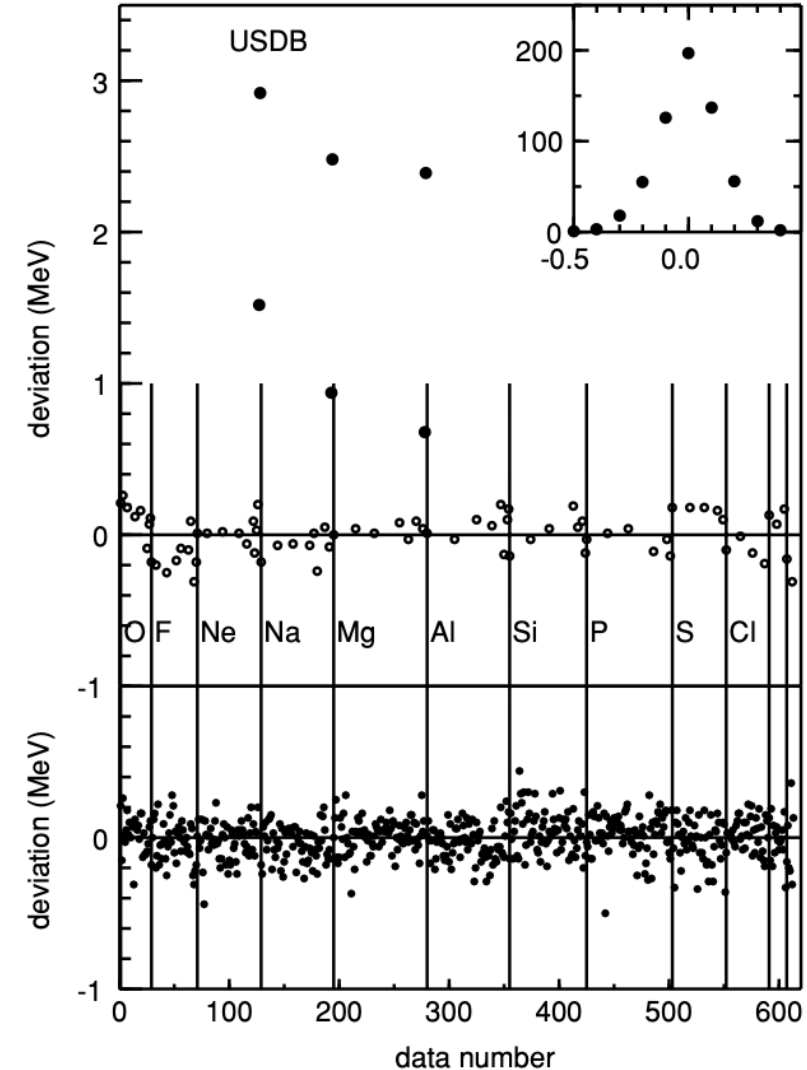 USDB
200
100
0
-0.5 0.0
3
2
1
0
-1
deviation (MeV)
O F Ne Na Mg Al Si P S Cl
0
-1
deviation (MeV)
0 100 200 300 400 500 600
data number